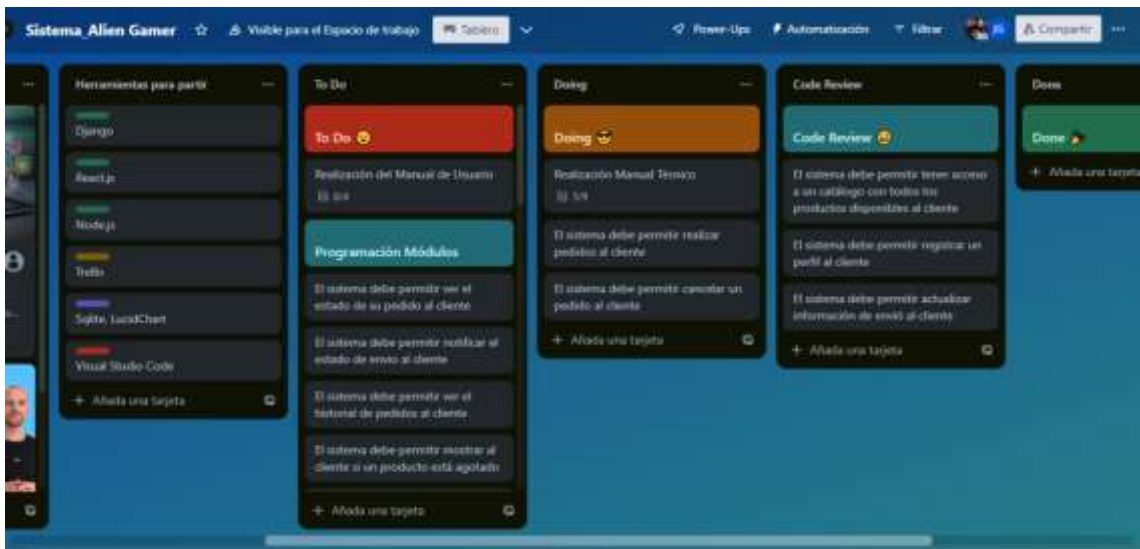 Sistema_Alien Gamer
Visible para el Espacio de trabajo
Tablero
Power-Ups
Automatización
Filtrar
Compartir
Herramientas para partir
Django
React.js
Node.js
Trello
Sqlite, LucidChart
Visual Studio Code
+ Añada una tarjeta
To Do
To Do
Realización del Manual de Usuario
0/4
Programación Módulos
El sistema debe permitir ver el
estado de su pedido al cliente
El sistema debe permitir notificar el
estado de envio al cliente
El sistema debe permitir ver el
historial de pedidos al cliente
El sistema debe permitir mostrar al
cliente si un producto está agotado
+ Añada una tarjeta
Doing
Doing
Realización Manual Técnico
El sistema debe permitir realizar
pedidos al cliente
El sistema debe permitir cancelar un
pedido al cliente
+ Añada una tarjeta
Code Review
Code Review
El sistema debe permitir tener acceso
a un catálogo con todos los
productos disponibles al cliente
El sistema debe permitir registrar un
perfil al cliente
El sistema debe permitir actualizar
información de envió al cliente
+ Añada una tarjeta
Done
Done
+ Añada una tarjeta